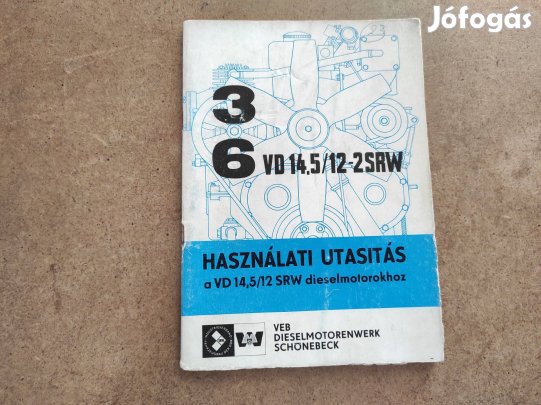 Jófogás
3
6 VD 14,5/12-2SRW
HASZNÁLATI UTASITÁS
a VD 14,5/12 SRW dieselmotorokhoz
VEB
DIESELMOTORENWERK
SCHÖNEBECK